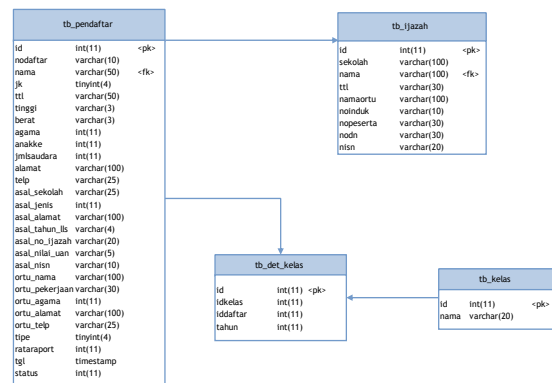 tb_pendaftar
id int(11) <pk>
nodaftar varchar(10)
nama varchar(50) <fk>
jk tinyint(4)
ttl varchar(50)
tinggi varchar(3)
berat varchar(3)
agama int(11)
anakke int(11)
jmlsaudara int(11)
alamat varchar(100)
telp varchar(25)
asal_sekolah varchar(25)
asal_jenis int(11)
asal_alamat varchar(100)
asal_tahun_lls varchar(4)
asal_no_ijazah varchar(20)
asal_nilai_uan varchar(5)
asal_nisn varchar(10)
ortu_nama varchar(100)
ortu_pekerjaan varchar(30)
ortu_agama int(11)
ortu_alamat varchar(100)
ortu_telp varchar(25)
tipe tinyint(4)
rataraport int(11)
tgl timestamp
status int(11)
tb_ijazah
id int(11) <pk>
sekolah varchar(100)
nama varchar(100) <fk>
ttl varchar(30)
namaortu varchar(100)
noinduk varchar(10)
nopeserta varchar(30)
nodn varchar(30)
nisn varchar(20)
tb_det_kelas
id int(11) <pk>
idkelas int(11)
iddaftar int(11)
tahun int(11)
tb_kelas
id int(11) <pk>
nama varchar(20)